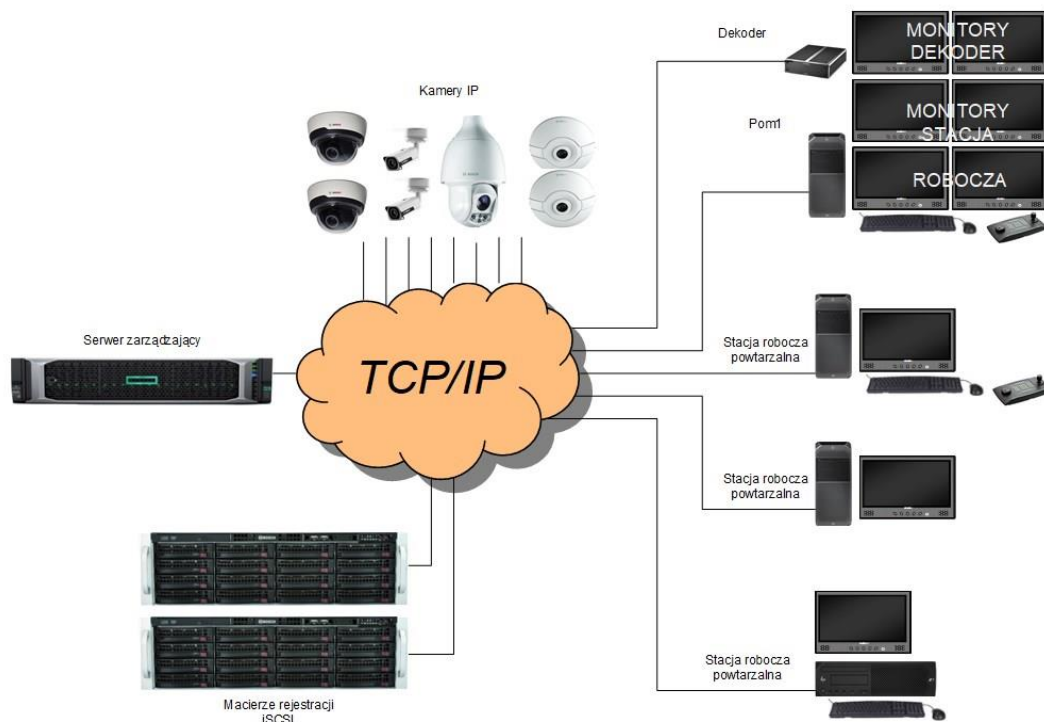 Dekoder
MONITORY
DEKODER
Kamery IP
Pom1
MONITORY
STACJA
ROBOCZA
Serwer zarządzający
TCP/IP
Stacja robocza
powtarzalna
Stacja robocza
powtarzalna
Stacja robocza
powtarzalna
Macierze rejestracji
iSCSI